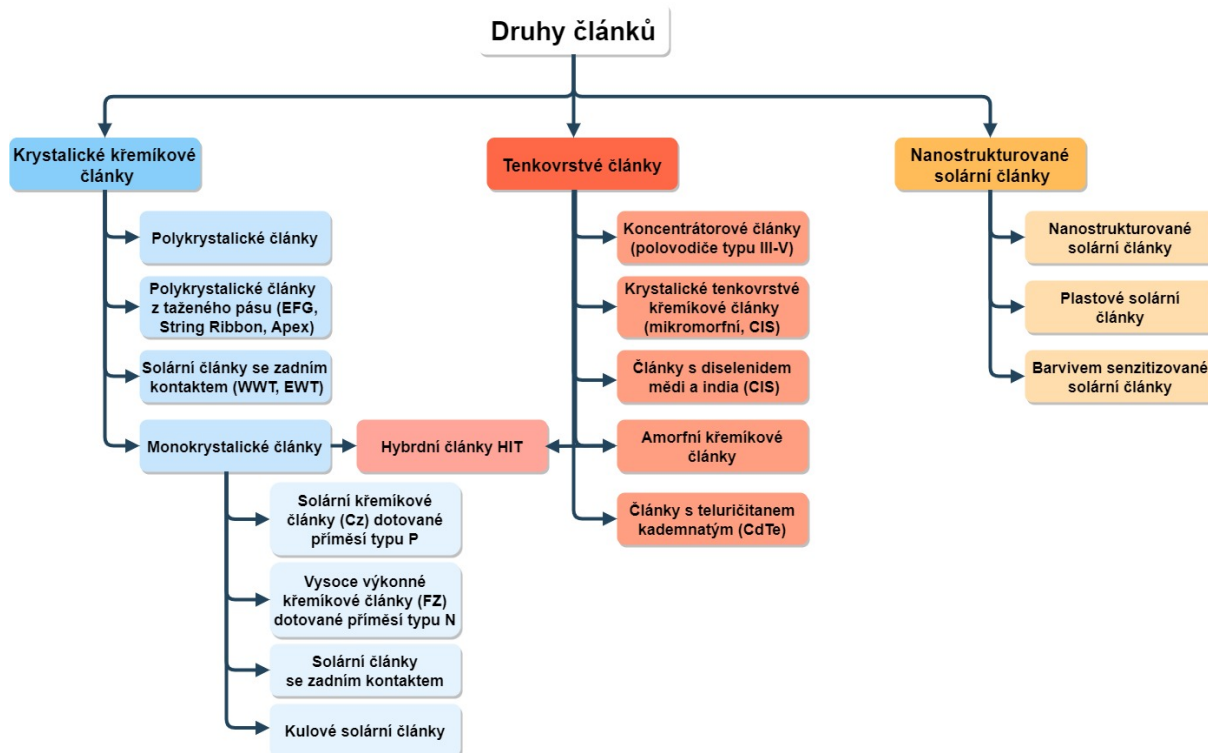 Druhy článků
Krystalické křemíkové
články
Polykrystalické články
Polykrystalické články
z taženého pásu (EFG,
String Ribbon, Apex)
Solární články se zadním
kontaktem (WWT, EWT)
Monokrystalické články
Hybrdní články HIT
Solární křemíkové
články (Cz) dotované
příměsí typu P
Vysoce výkonné
křemíkové články (FZ)
dotované příměsí typu N
Solární články
se zadním kontaktem
Kulové solární články
Tenkovrstvé články
Koncentrátorové články
(polovodiče typu III-V)
Krystalické tenkovrstvé
křemíkové články
(mikromorfní, CIS)
Články s diselenidem
mědi a india (CIS)
Amorfní křemíkové
články
Články s teluričitanem
kademnatým (CdTe)
Nanostrukturované
solární články
Nanostrukturované
solární články
Plastové solární
články
Barvivem senzitizované
solární články